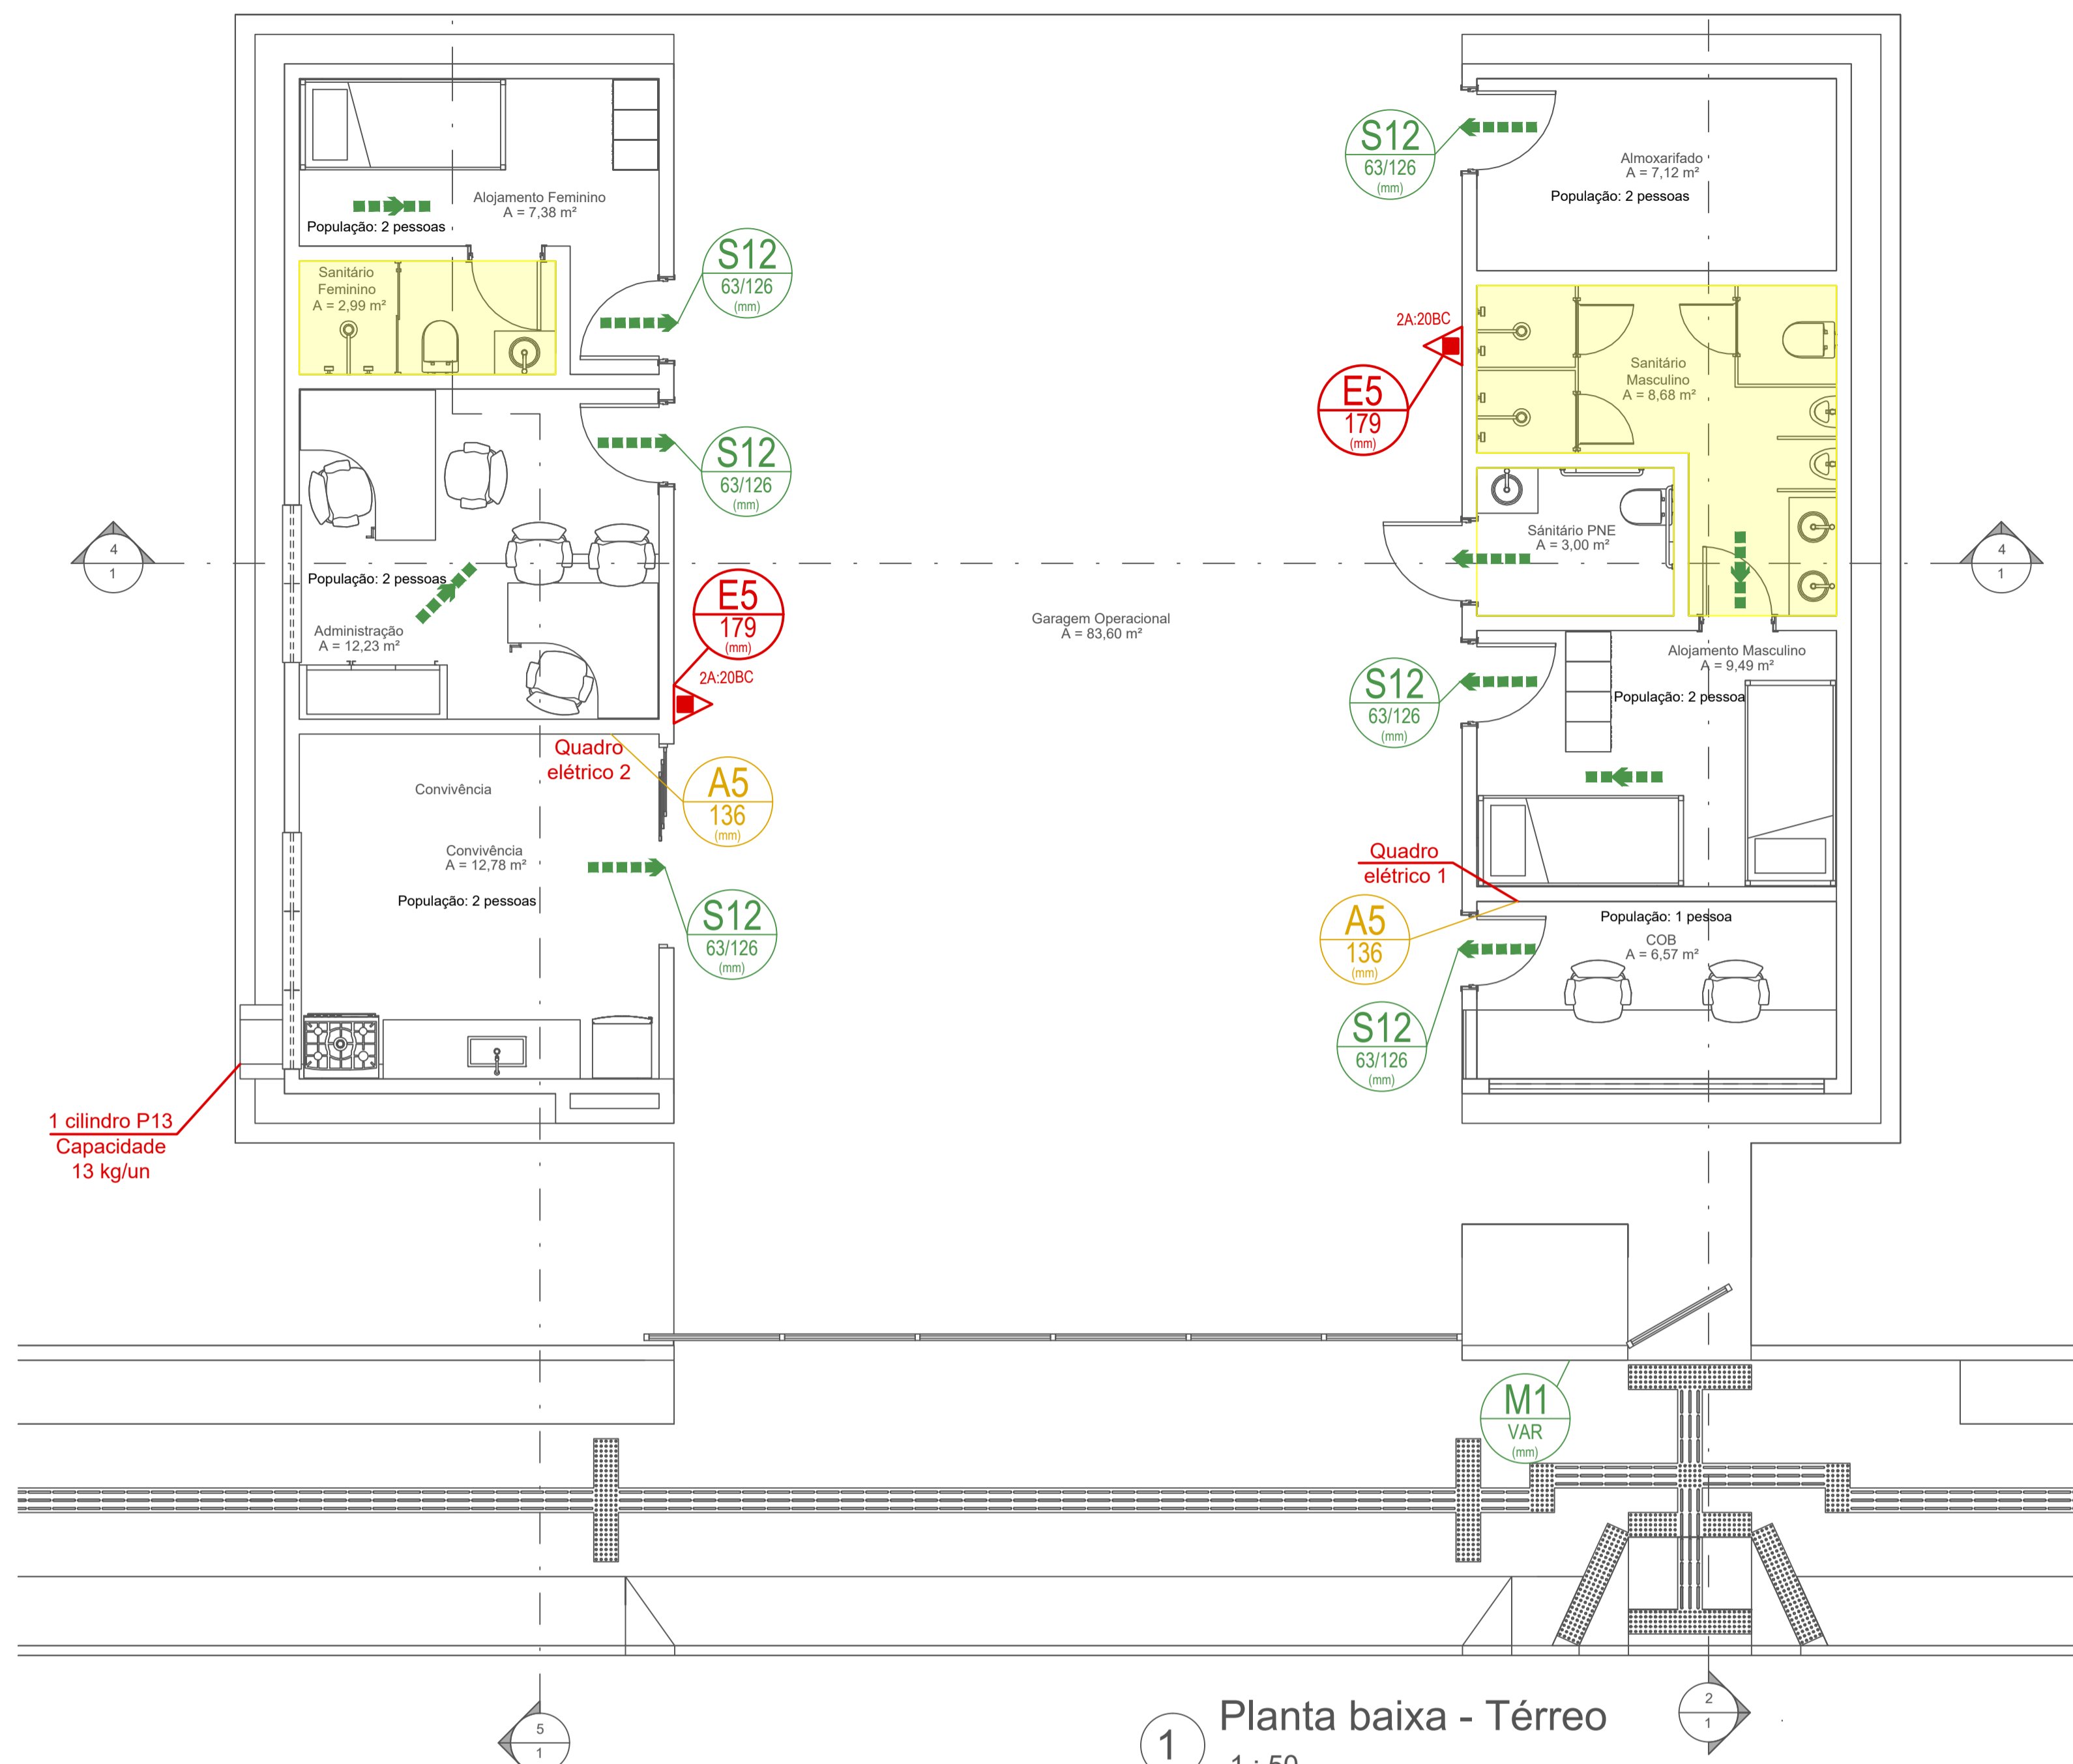 Alojamento Feminino
A = 7,38 m²
População: 2 pessoas
Sanitário
Feminino
A = 2,99 m²
S12
63/126
(mm)
S12
63/126
(mm)
População: 2 pessoas
Administração
A = 12,23 m²
E5
179
(mm)
2A:20BC
Quadro
elétrico 2
A5
136
(mm)
Convivência
Convivência
A = 12,78 m²
População: 2 pessoas
S12
63/126
(mm)
1 cilindro P13
Capacidade
13 kg/un
4
1
Garagem Operacional
A = 83,60 m²
S12
63/126
(mm)
Almoxarifado
A = 7,12 m²
População: 2 pessoas
2A:20BC
E5
179
(mm)
Sanitário
Masculino
A = 8,68 m²
Sánitário PNE
A = 3,00 m²
4
1
S12
63/126
(mm)
Alojamento Masculino
A = 9,49 m²
População: 2 pessoa
Quadro
elétrico 1
A5
136
(mm)
População: 1 pessoa
COB
A = 6,57 m²
S12
63/126
(mm)
M1
VAR
(mm)
5
1
1
Planta baixa - Térreo
1 : 50
2
1